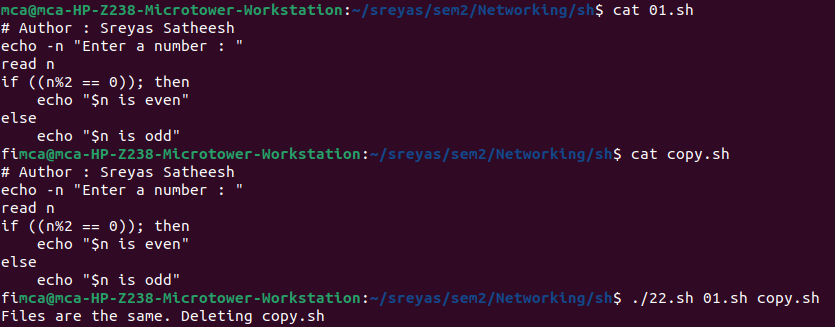 mca@mca-HP-Z238-Microtower-Workstation:~/sreyas/sem2/Networking/sh$ cat 01.sh
# Author : Sreyas Satheesh
echo -n "Enter a number : "
read n
if ((n%2 == 0)); then
    echo "$n is even"
else
    echo "$n is odd"
fimca@mca-HP-Z238-Microtower-Workstation:~/sreyas/sem2/Networking/sh$ cat copy.sh
# Author : Sreyas Satheesh
echo -n "Enter a number : "
read n
if ((n%2 == 0)); then
    echo "$n is even"
else
    echo "$n is odd"
fimca@mca-HP-Z238-Microtower-Workstation:~/sreyas/sem2/Networking/sh$ ./22.sh 01.sh copy.sh
Files are the same. Deleting copy.sh